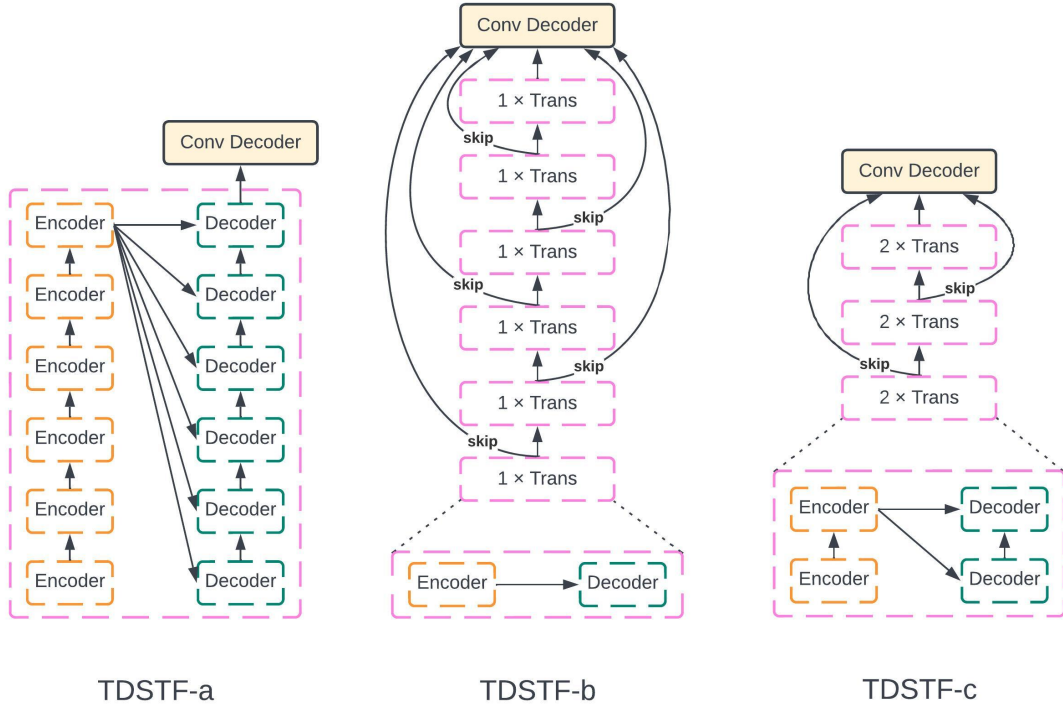 Conv Decoder
Encoder
Decoder
Encoder
Decoder
Encoder
Decoder
Encoder
Decoder
Encoder
Decoder
Encoder
Decoder
TDSTF-a
Conv Decoder
1 × Trans
skip
1 × Trans
skip
1 × Trans
skip
1 × Trans
skip
1 × Trans
skip
1 × Trans
Encoder
Decoder
TDSTF-b
Conv Decoder
2 × Trans
skip
2 × Trans
skip
2 × Trans
Encoder
Decoder
Encoder
Decoder
TDSTF-c